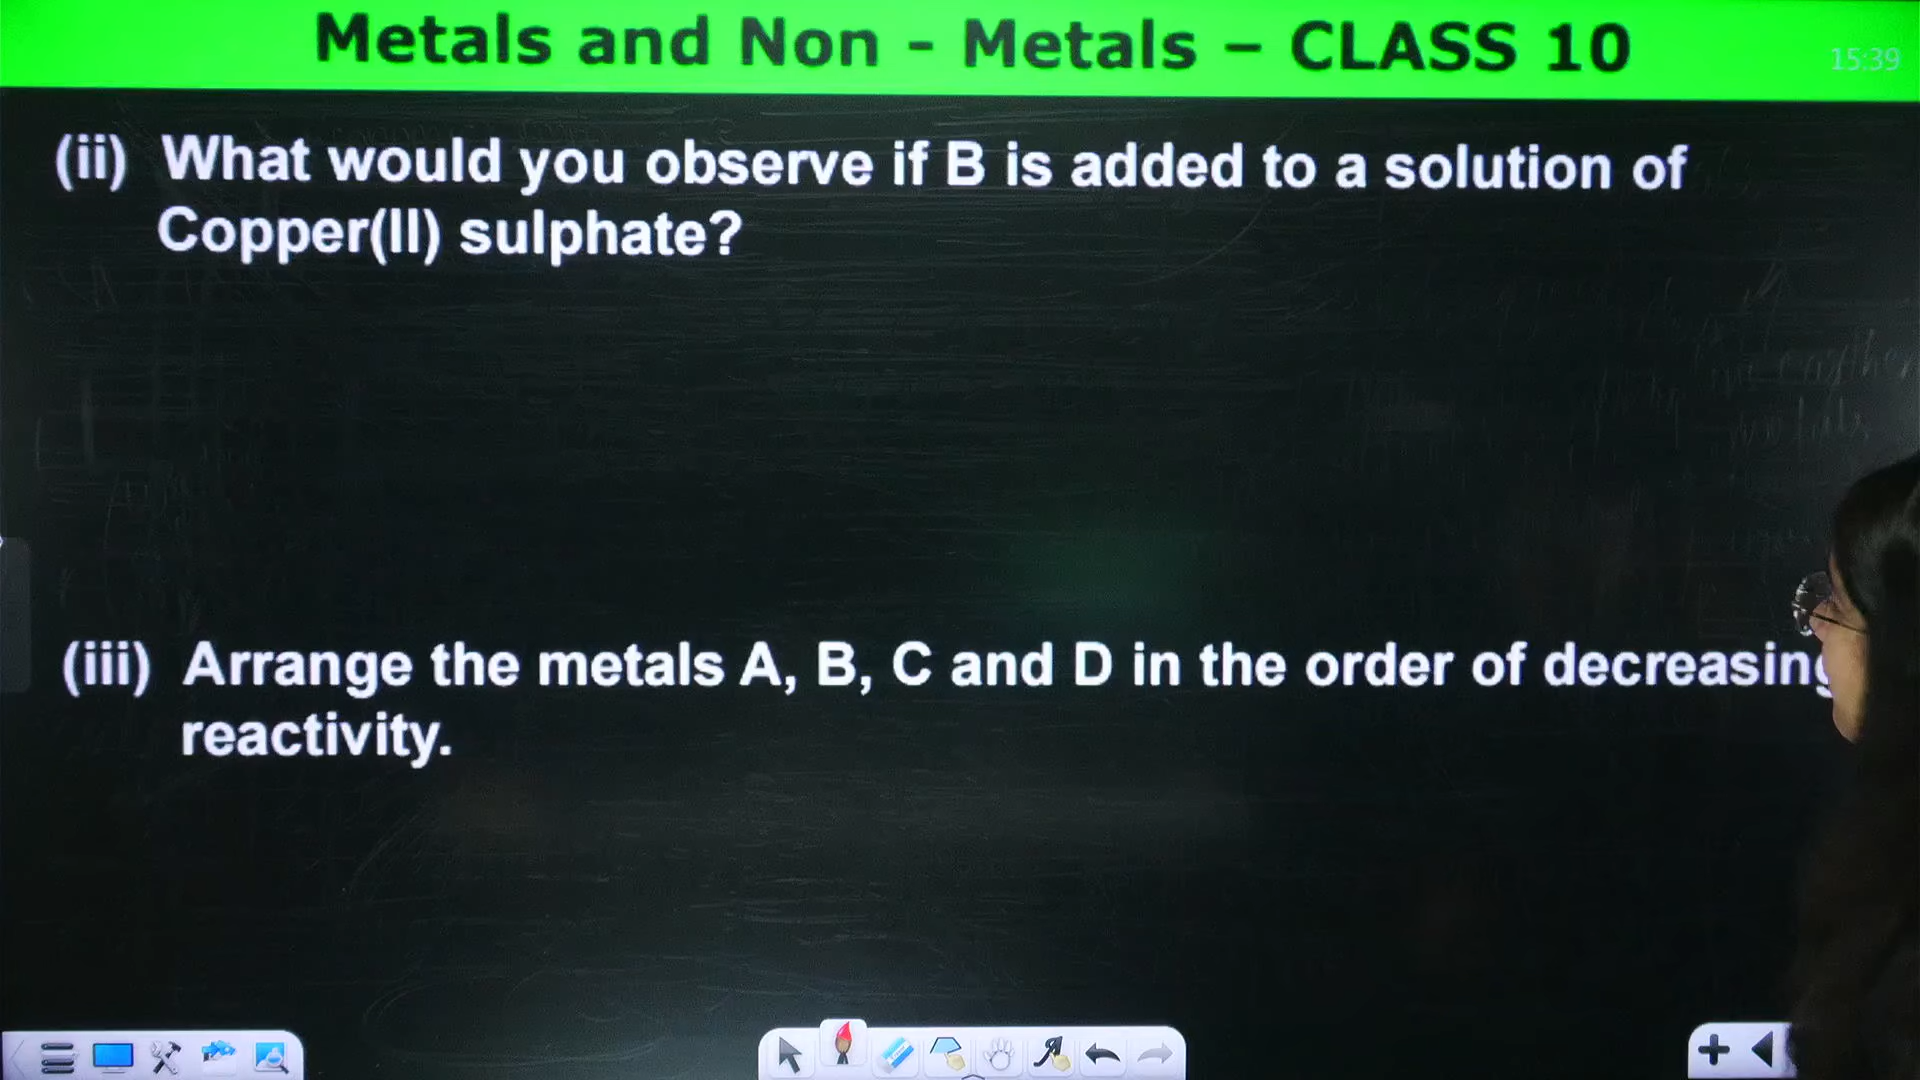 Metals and Non - Metals – CLASS 10
15:39
(ii) What would you observe if B is added to a solution of
Copper(II) sulphate?
(iii) Arrange the metals A, B, C and D in the order of decreasing
reactivity.